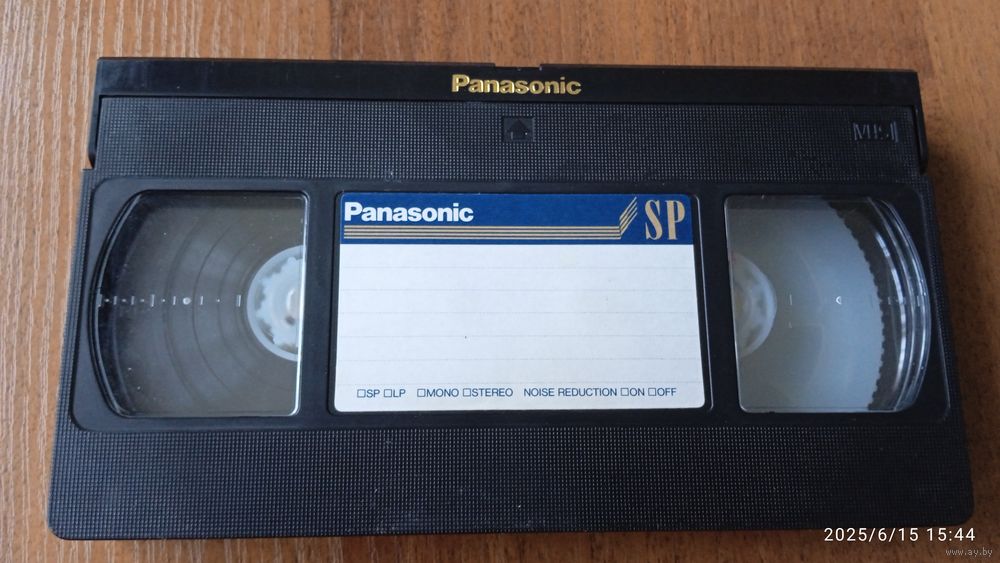 Panasonic
VHS
Panasonic SP
☐SP ☐LP ☐MONO ☐STEREO NOISE REDUCTION ☐ON ☐OFF
2025/6/15 15:44
www.ay.by